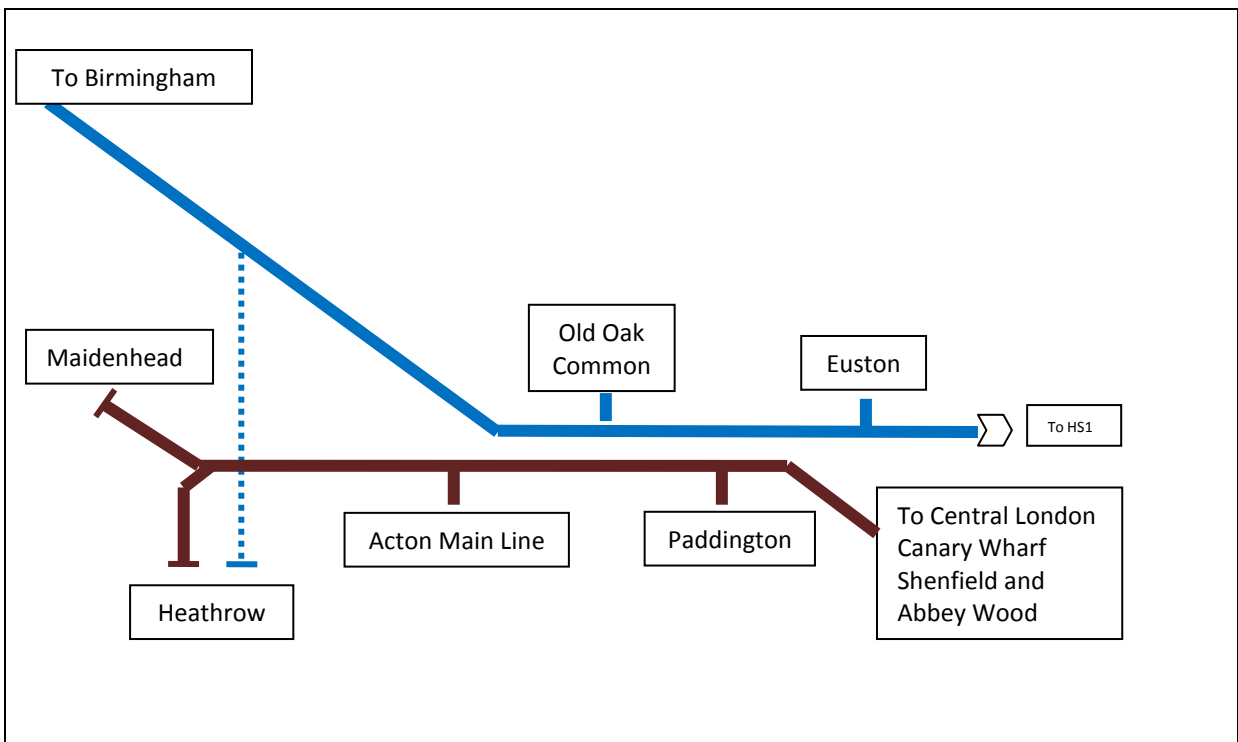 To Birmingham
Old Oak
Common
Euston
Maidenhead
To HS1
Acton Main Line
Paddington
To Central London
Canary Wharf
Shenfield and
Abbey Wood
Heathrow